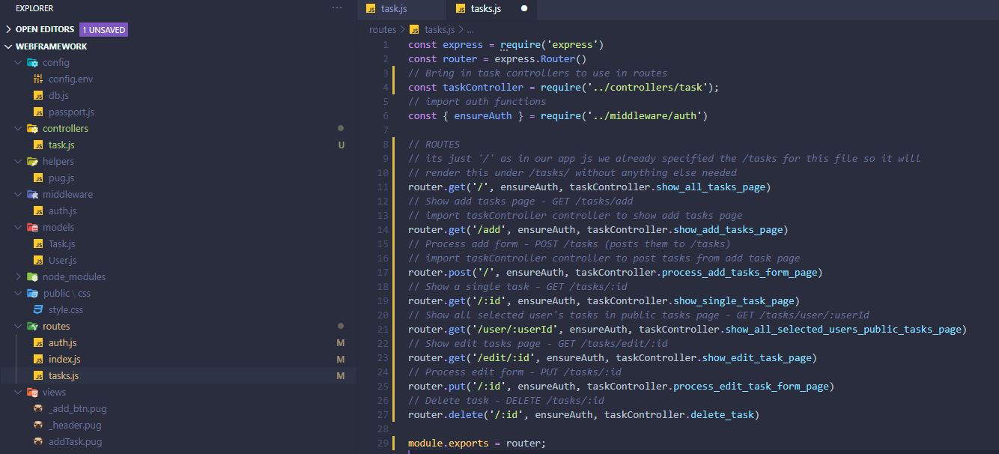 EXPLORER
···
OPEN EDITORS 1 UNSAVED
WEBFRAMEWORK
config
config.env
db.js
passport.js
controllers
task.js U
helpers
pug.js
middleware
auth.js
models
Task.js
User.js
node_modules
public \ css
style.css
routes
auth.js M
index.js M
tasks.js M
views
_add_btn.pug
_header.pug
addTask.pug
JS task.js
JS tasks.js
routes > JS tasks.js > ...
1 const express = require('express')
2 const router = express.Router()
3 // Bring in task controllers to use in routes
4 const taskController = require('../controllers/task');
5 // import auth functions
6 const { ensureAuth } = require('../middleware/auth')
7
8 // ROUTES
9 // its just '/' as in our app js we already specified the /tasks for this file so it will
10 // render this under /tasks/ without anything else needed
11 router.get('/', ensureAuth, taskController.show_all_tasks_page)
12 // Show add tasks page - GET /tasks/add
13 // import taskController controller to show add tasks page
14 router.get('/add', ensureAuth, taskController.show_add_tasks_page)
15 // Process add form - POST /tasks (posts them to /tasks)
16 // import taskController controller to post tasks from add task page
17 router.post('/', ensureAuth, taskController.process_add_tasks_form_page)
18 // Show a single task - GET /tasks/:id
19 router.get('/:id', ensureAuth, taskController.show_single_task_page)
20 // Show all selected user's tasks in public tasks page - GET /tasks/user/:userId
21 router.get('/user/:userId', ensureAuth, taskController.show_all_selected_users_public_tasks_page)
22 // Show edit tasks page - GET /tasks/edit/:id
23 router.get('/edit/:id', ensureAuth, taskController.show_edit_task_page)
24 // Process edit form - PUT /tasks/:id
25 router.put('/:id', ensureAuth, taskController.process_edit_task_form_page)
26 // Delete task - DELETE /tasks/:id
27 router.delete('/:id', ensureAuth, taskController.delete_task)
28
29 module.exports = router;